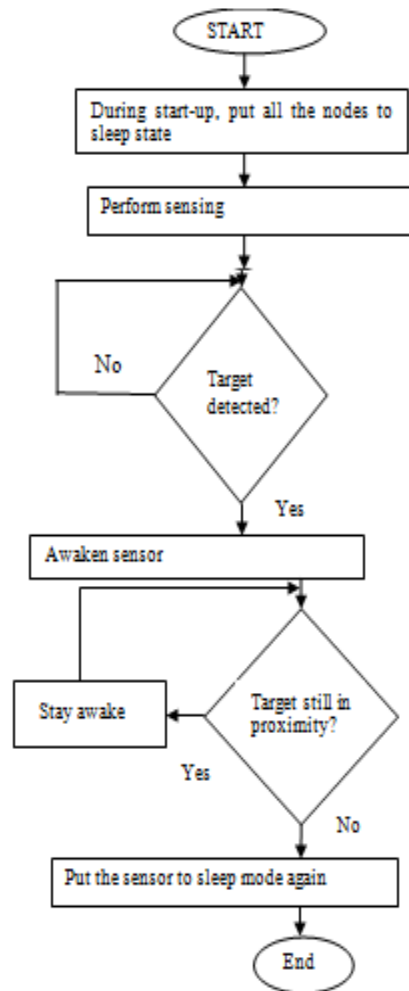 START
During start-up, put all the nodes to
sleep state
Perform sensing
No
Target
detected?
Yes
Awaken sensor
Stay awake
Target still in
proximity?
Yes
No
Put the sensor to sleep mode again
End